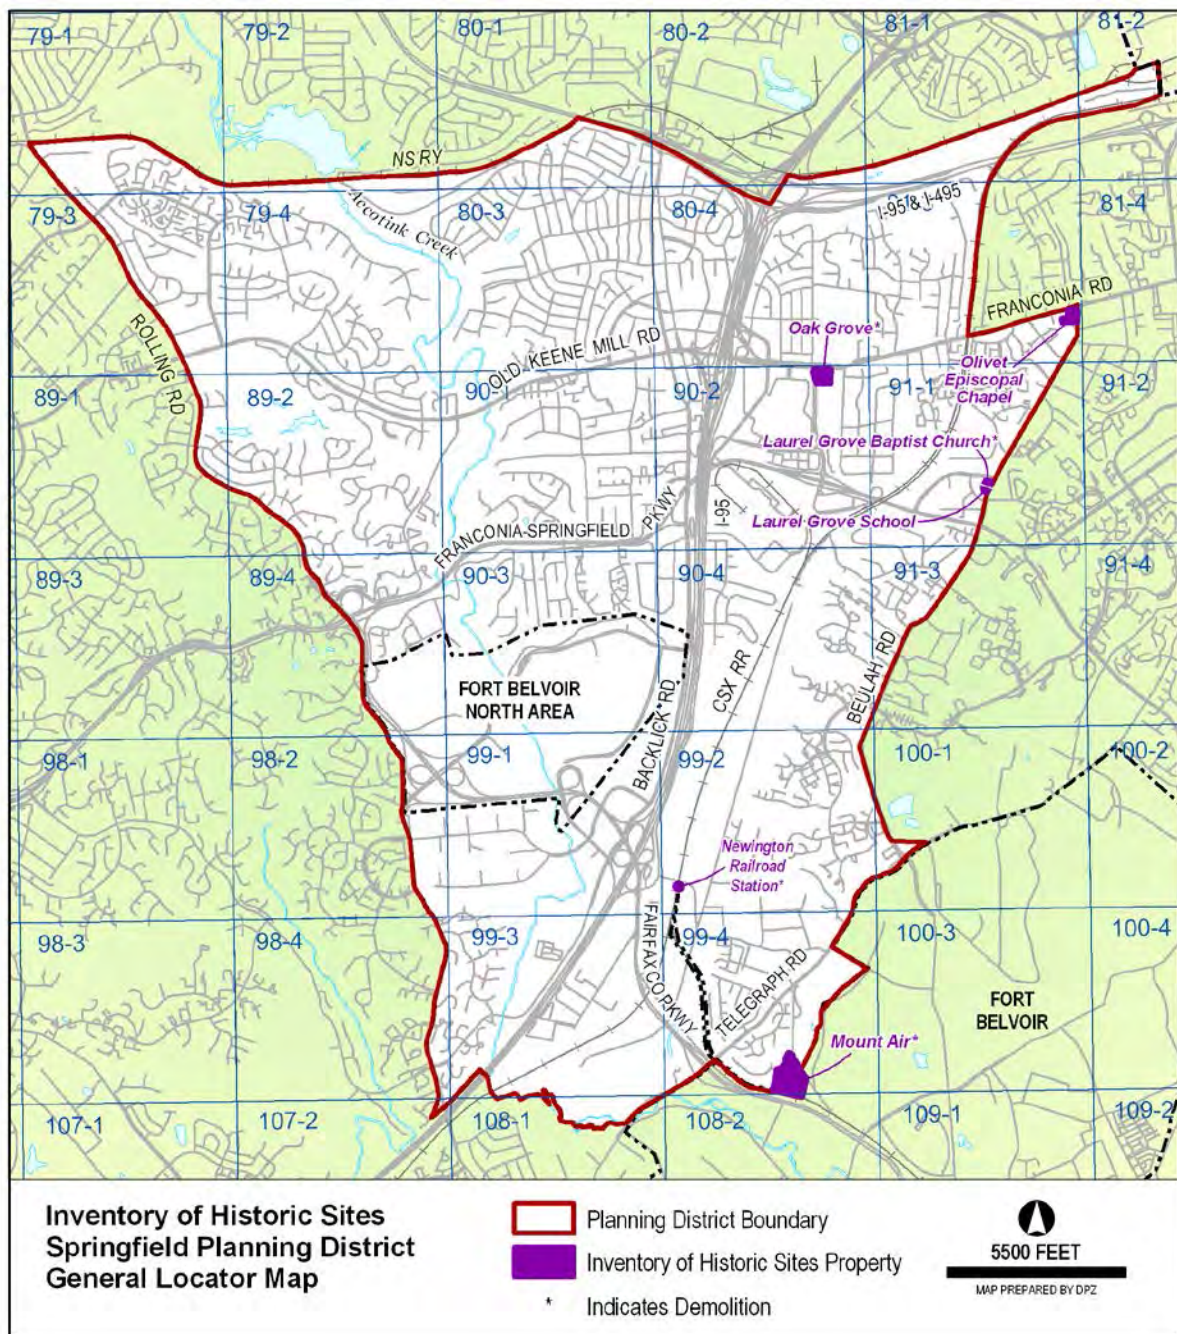 79-1
79-2
80-1
80-2
81-1
81-2
NS RY
79-3
79-4
Accotink Creek
80-3
80-4
81-3
I-95 & I-495
81-4
ROLLING RD
FRANCONIA RD
Oak Grove*
OLD KEENE MILL RD
Olivet
Episcopal
Chapel
89-1
89-2
90-1
90-2
91-1
91-2
Laurel Grove Baptist Church*
Laurel Grove School
I-95
FRANCONIA-SPRINGFIELD PKWY
89-3
89-4
90-3
90-4
91-3
91-4
BEULAH RD
CSX RR
BACKLICK RD
FORT BELVOIR
NORTH AREA
98-1
98-2
99-1
99-2
100-1
100-2
Newington
Railroad
Station*
98-3
98-4
99-3
99-4
100-3
100-4
FAIRFAX CO PKWY
TELEGRAPH RD
FORT
BELVOIR
Mount Air*
107-1
107-2
108-1
108-2
109-1
109-2
Inventory of Historic Sites
Springfield Planning District
General Locator Map
Planning District Boundary
Inventory of Historic Sites Property
* Indicates Demolition
5500 FEET
MAP PREPARED BY DPZ